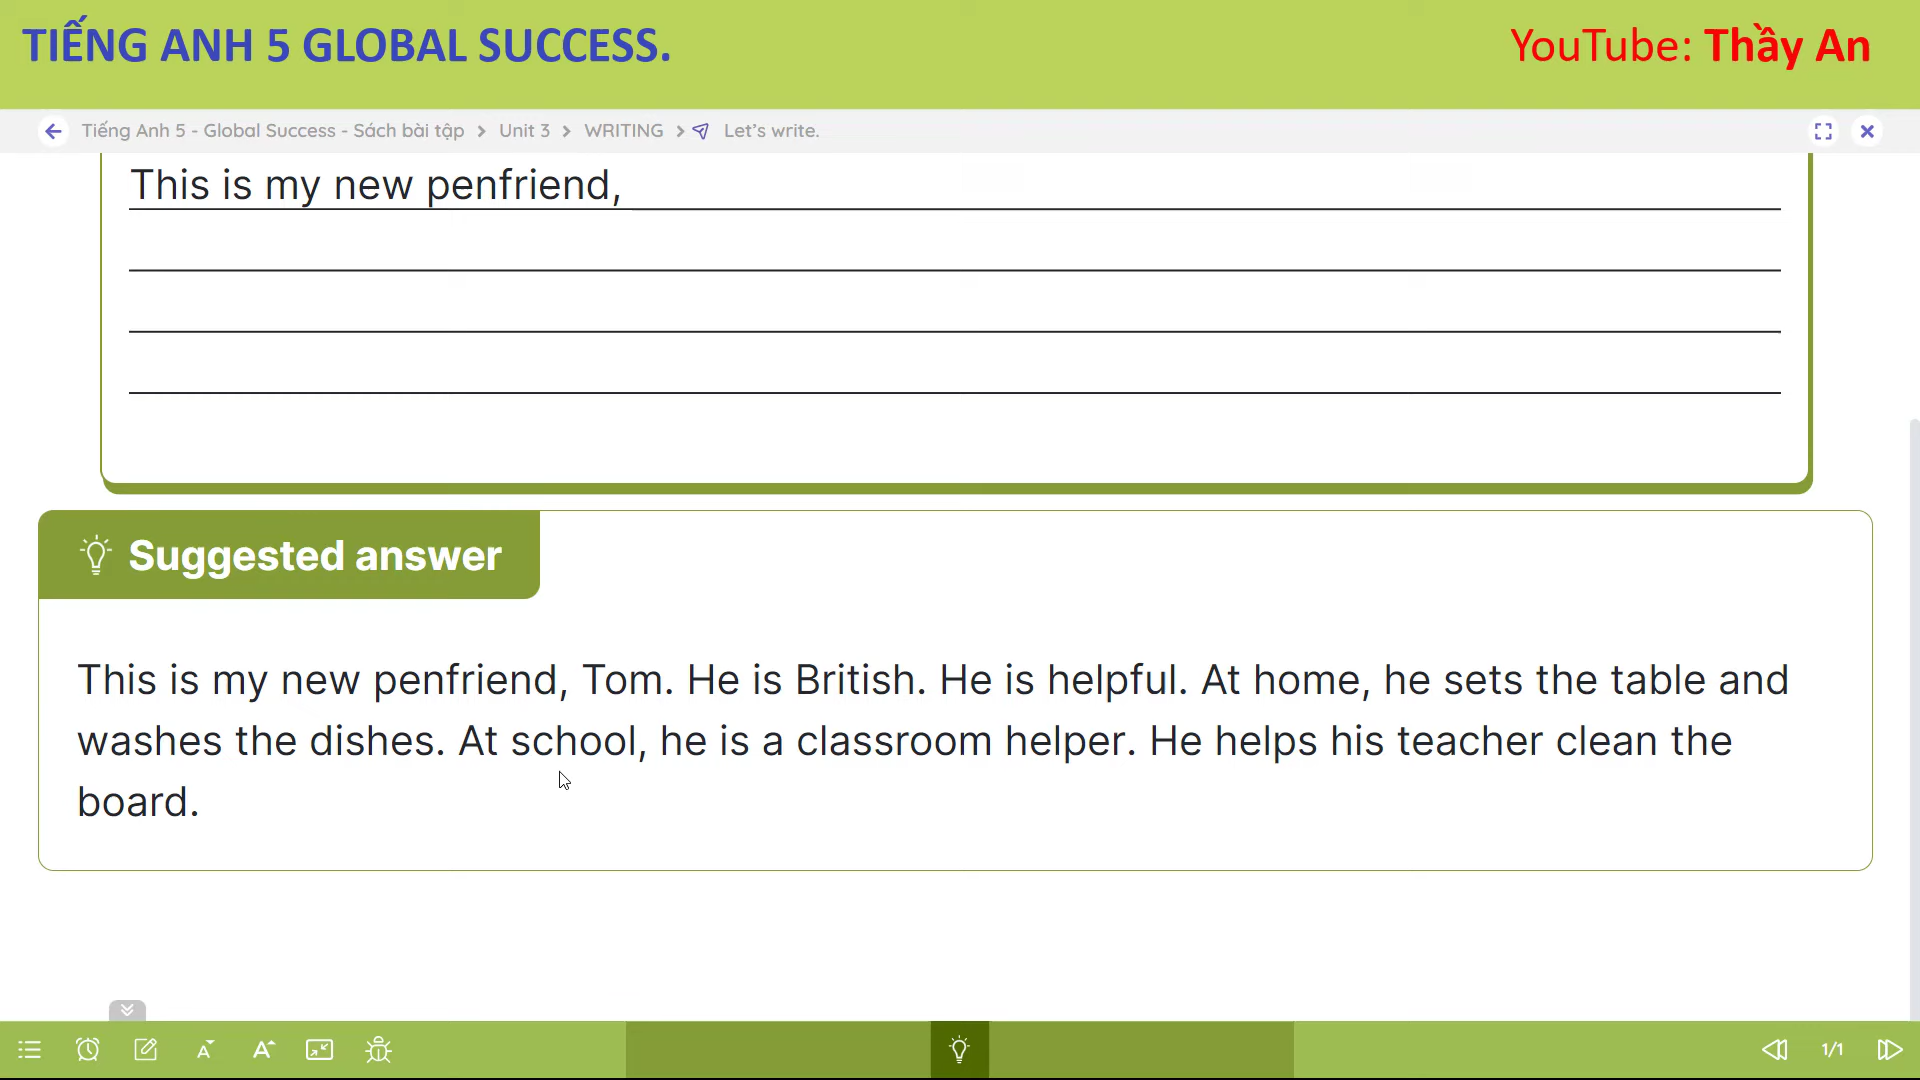 TIẾNG ANH 5 GLOBAL SUCCESS.
YouTube: Thầy An
Tiếng Anh 5 - Global Success - Sách bài tập > Unit 3 > WRITING > Let's write.
This is my new penfriend,
Suggested answer
This is my new penfriend, Tom. He is British. He is helpful. At home, he sets the table and
washes the dishes. At school, he is a classroom helper. He helps his teacher clean the
board.
1/1